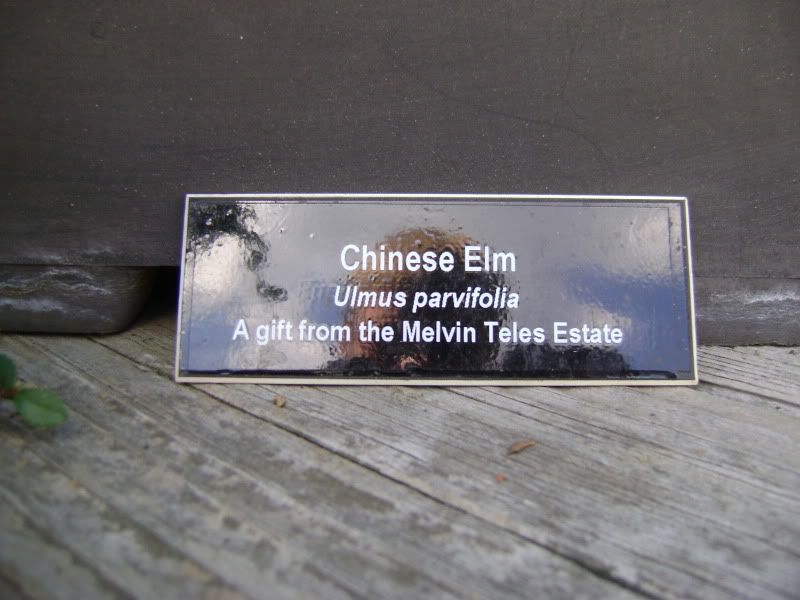 Chinese Elm
Ulmus parvifolia
A gift from the Melvin Teles Estate